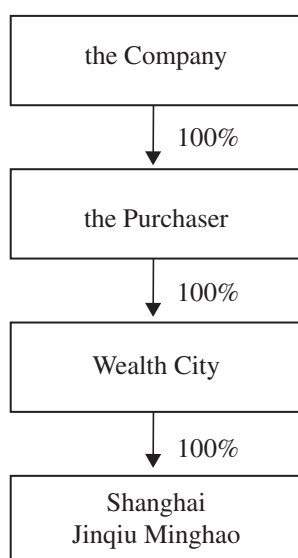 the Company
100%
the Purchaser
100%
Wealth City
100%
Shanghai
Jinqiu Minghao